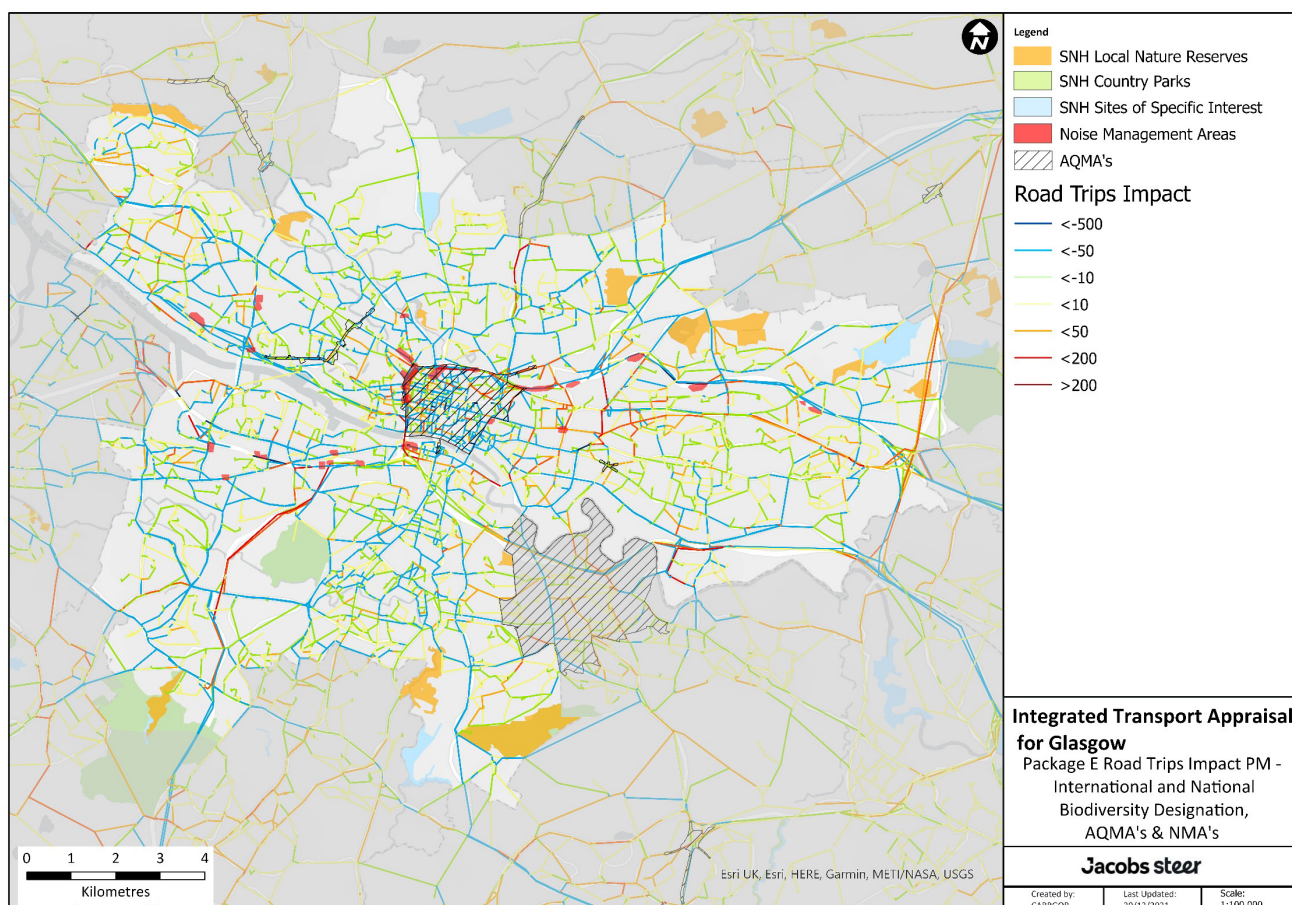 Legend
SNH Local Nature Reserves
SNH Country Parks
SNH Sites of Specific Interest
Noise Management Areas
AQMA's
Road Trips Impact
<-500
<-50
<-10
<10
<50
<200
>200
N
0 1 2 3 4
Kilometres
Esri UK, Esri, HERE, Garmin, METI/NASA, USGS
Integrated Transport Appraisal
for Glasgow
Package E Road Trips Impact PM -
International and National
Biodiversity Designation,
AQMA's & NMA's
Jacobs steer
Created by:
Last Updated:
Scale: